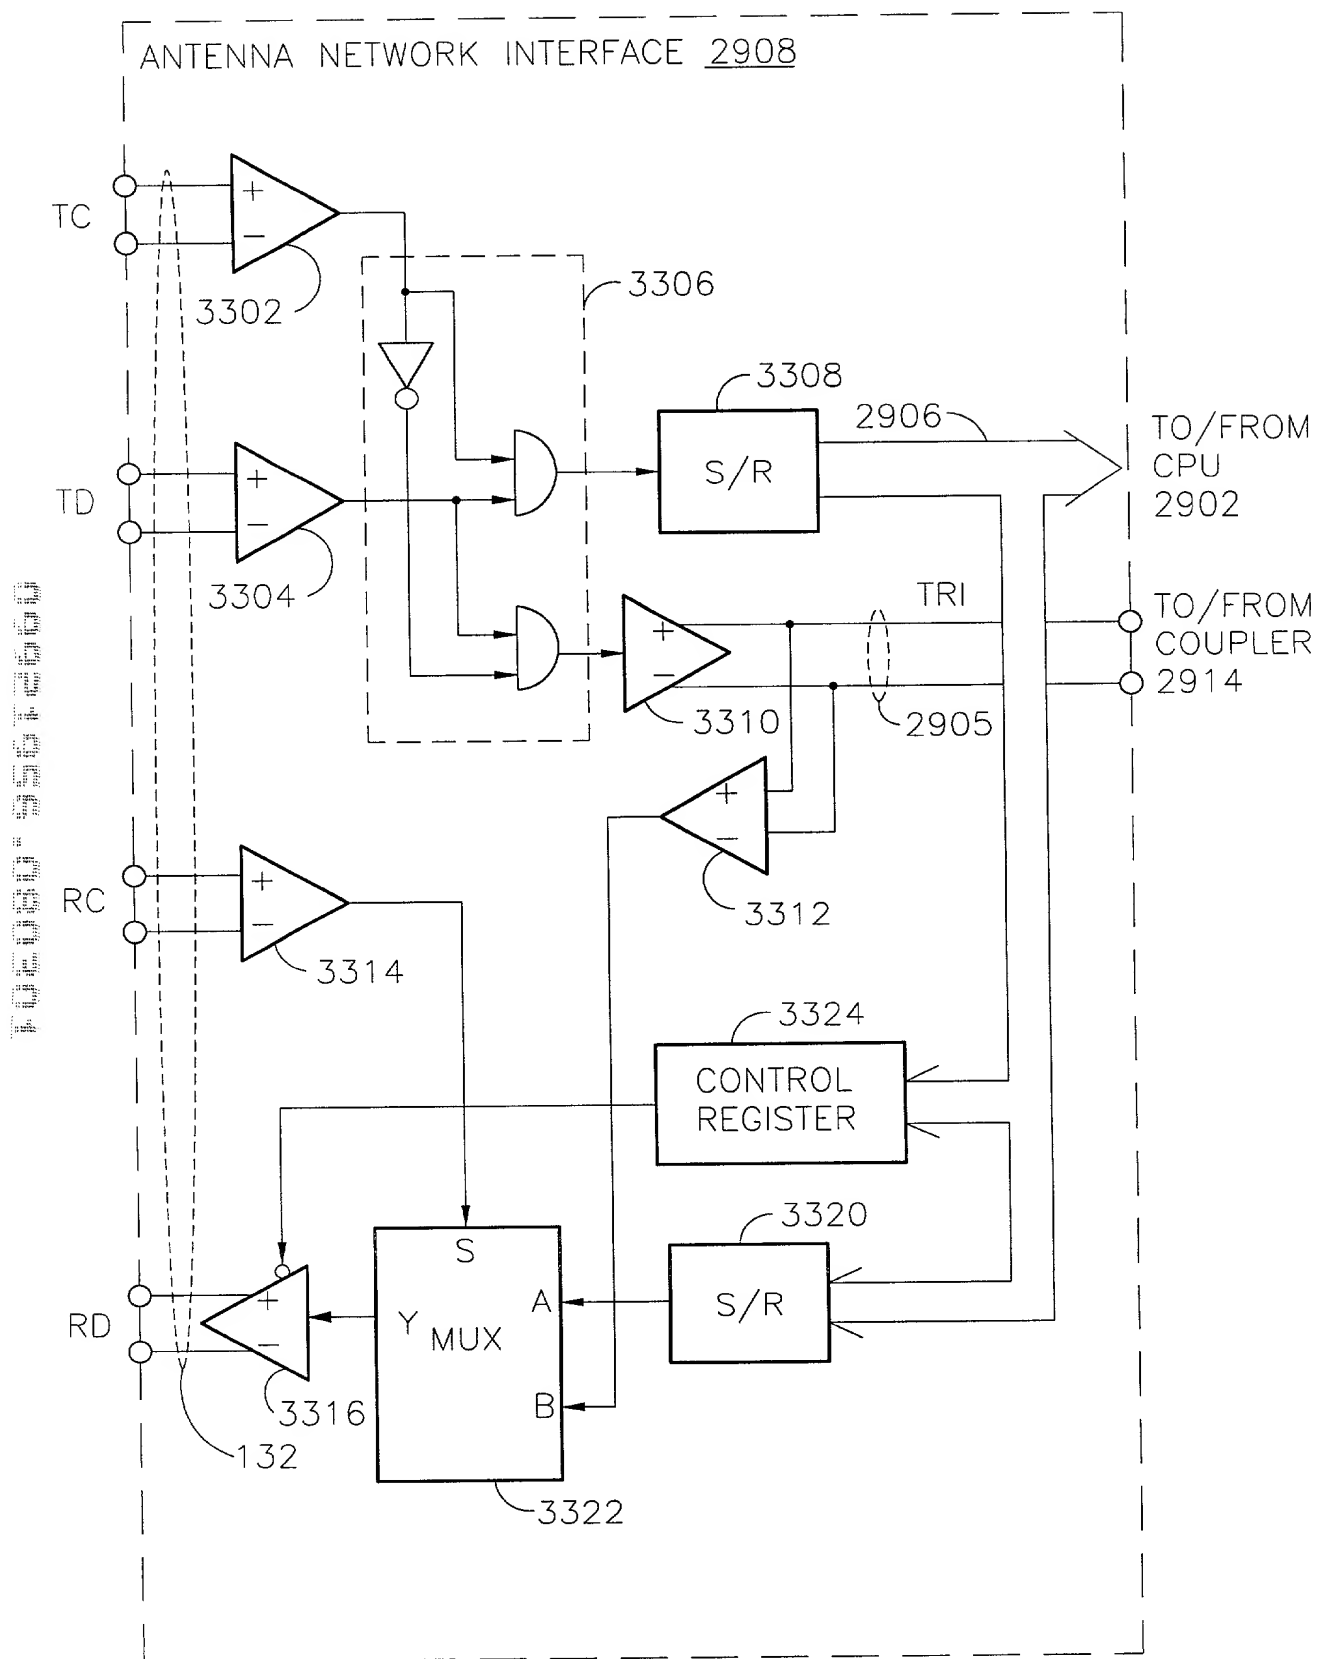 ANTENNA NETWORK INTERFACE 2908
TC
+
−
3302
3306
3308
2906
TO/FROM
CPU
2902
S/R
TD
+
−
3304
TRI
TO/FROM
COUPLER
2914
+
−
3310
2905
+
−
3312
RC
+
−
3314
3324
CONTROL
REGISTER
3320
S/R
S
A
Y
MUX
B
RD
+
−
3316
132
3322